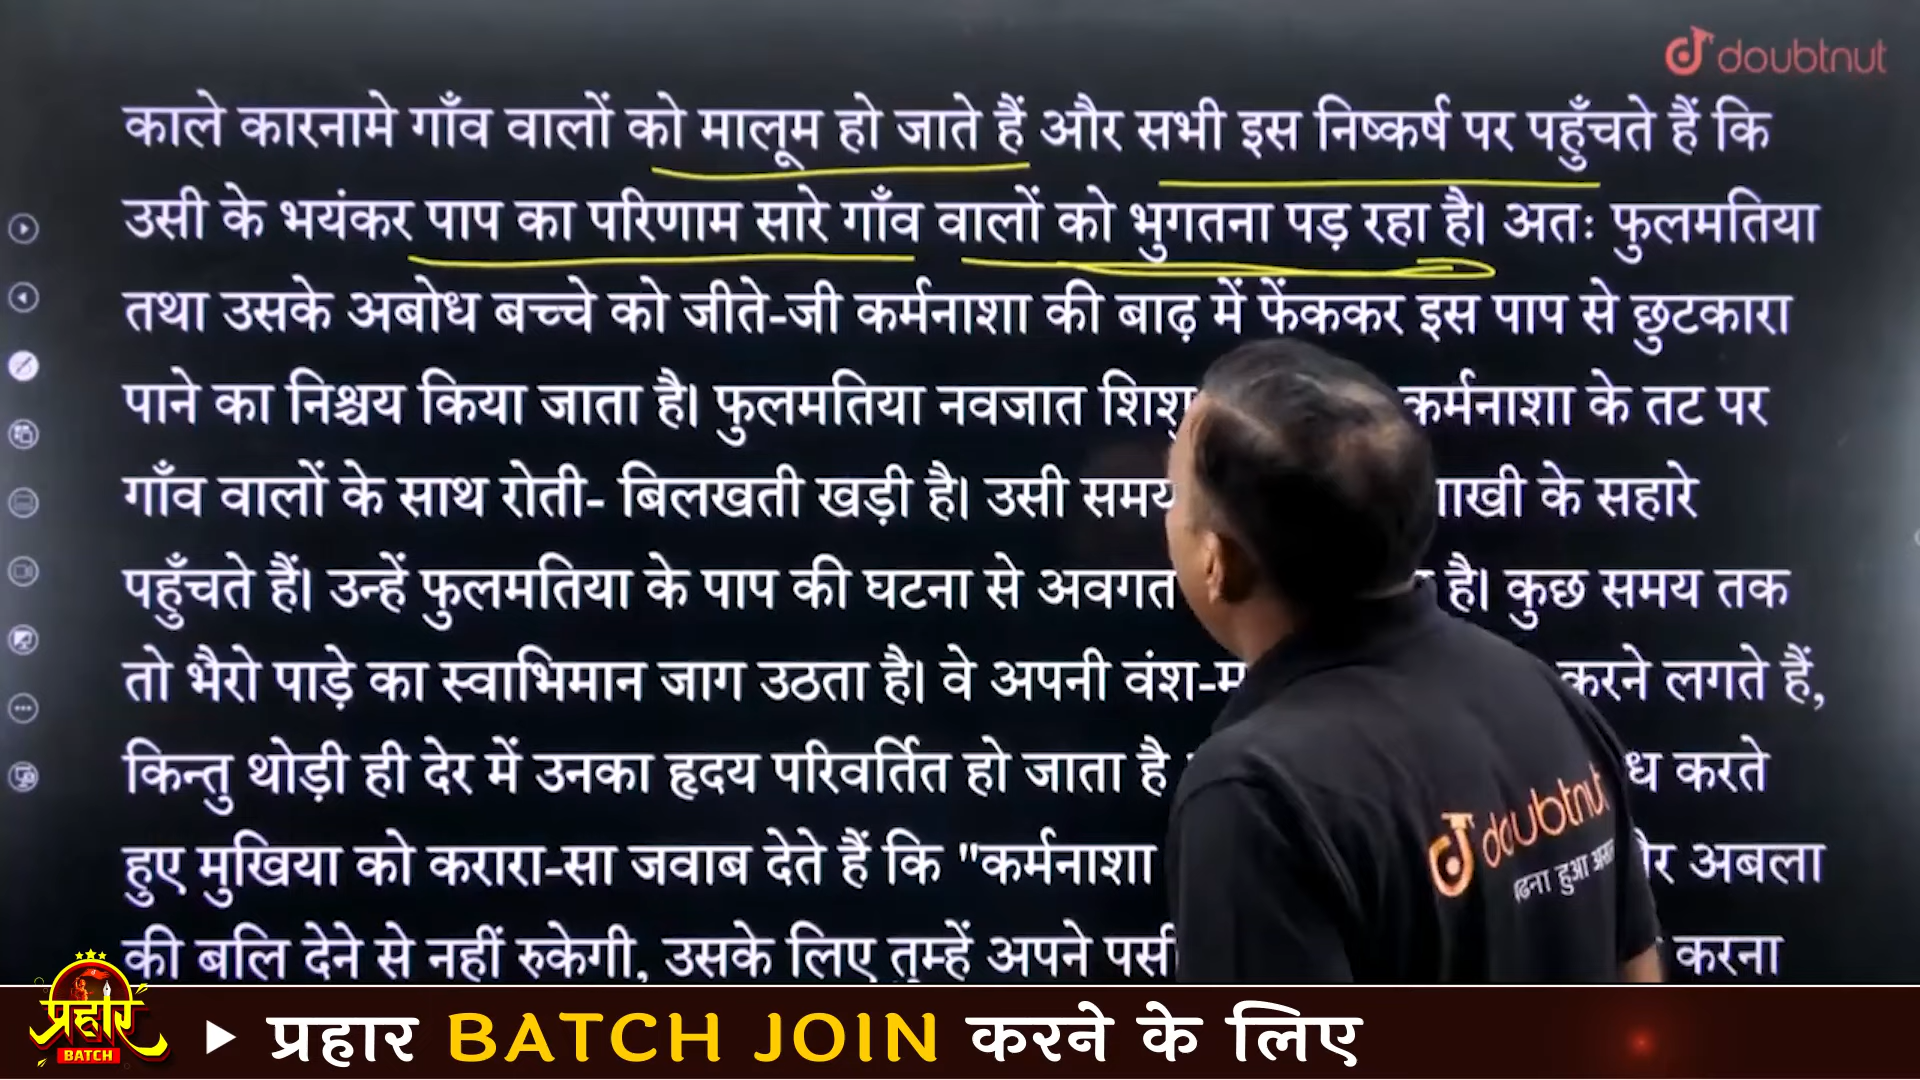 doubtnut
काले कारनामे गाँव वालों को मालूम हो जाते हैं और सभी इस निष्कर्ष पर पहुँचते हैं कि
उसी के भयंकर पाप का परिणाम सारे गाँव वालों को भुगतना पड़ रहा है। अतः फुलमतिया
तथा उसके अबोध बच्चे को जीते-जी कर्मनाशा की बाढ़ में फेंककर इस पाप से छुटकारा
पाने का निश्चय किया जाता है। फुलमतिया नवजात कर्मनाशा के तट पर
गाँव वालों के साथ रोती- बिलखती खड़ी है। उसी के सहारे
पहुँचते हैं। उन्हें फुलमतिया के पाप की घटना से अवगत है। कुछ समय तक
तो भैरो पाड़े का स्वाभिमान जाग उठता है। वे अपनी करने लगते हैं,
किन्तु थोड़ी ही देर में उनका हृदय परिवर्तित हो जाता है करते
हुए मुखिया को करारा-सा जवाब देते हैं कि "कर्मनाशा अबला
की बलि देने से नहीं रुकेगी, उसके लिए तुम्हें अपने करना
doubtnut
हुआ
प्रहार
BATCH
प्रहार BATCH JOIN करने के लिए